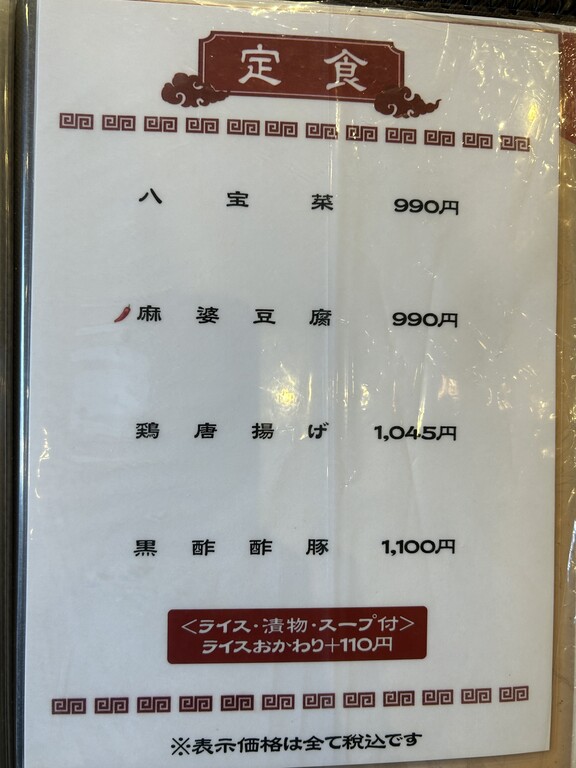 定食
八宝菜 990円
麻婆豆腐 990円
鶏唐揚げ 1,045円
黒酢酢豚 1,100円
<ライス・漬物・スープ付>
ライスおかわり+110円
※表示価格は全て税込です